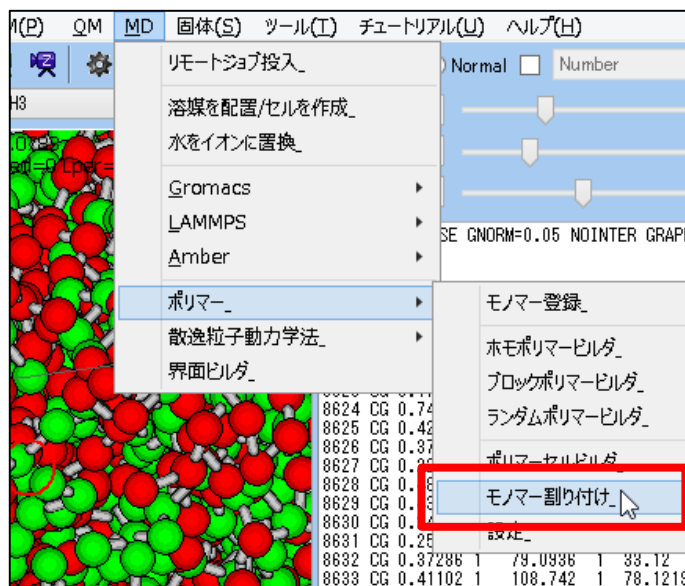 M(P) QM MD 固体(S) ツール(T) チュートリアル(U) ヘルプ(H)
リモートジョブ投入_
Normal Number
H3
溶媒を配置/セルを作成_
水をイオンに置換_
Gromacs
LAMMPS
SE GNORM=0.05 NOINTER GRAP
Amber
ポリマー_
モノマー登録_
散逸粒子動力学法_
ホモポリマービルダ_
界面ビルダ_
ブロックポリマービルダ_
ランダムポリマービルダ_
ポリマーセルビルダ_
モノマー割り付け_
設定_
8624 CG 0.74
8625 CG 0.42
8626 CG 0.37
8627 CG
8628 CG
8629 CG
8630 CG
8631 CG 0.25
8632 CG 0.37286 1 79.0936 1 33.12
8633 CG 0.41102 1 108.742 1 78.1219